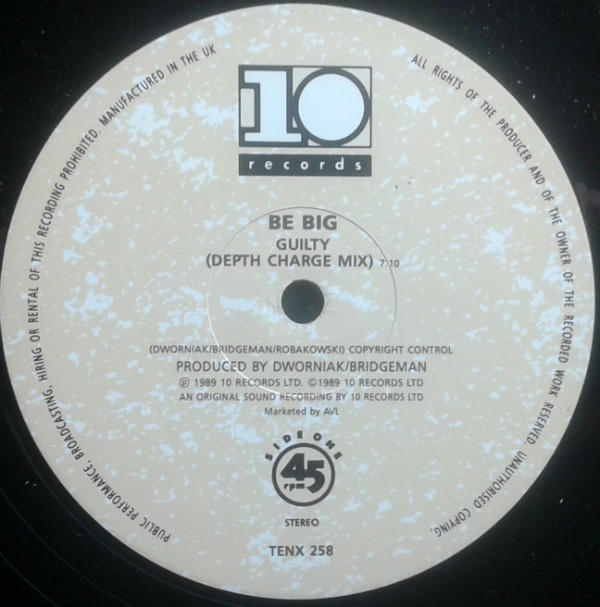 10
records
BE BIG
GUILTY
(DEPTH CHARGE MIX) 7.10
(DWORNIAK/BRIDGEMAN/ROBAKOWSKI) COPYRIGHT CONTROL
PRODUCED BY DWORNIAK/BRIDGEMAN
℗ 1989 10 RECORDS LTD. ©1989 10 RECORDS LTD
AN ORIGINAL SOUND RECORDING BY 10 RECORDS LTD
Marketed by AVL
SIDE ONE
45
rpm
STEREO
TENX 258
ALL RIGHTS OF THE PRODUCER AND OF THE OWNER OF THE RECORDED WORK RESERVED. UNAUTHORISED COPYING,
PUBLIC PERFORMANCE, BROADCASTING, HIRING OR RENTAL OF THIS RECORDING PROHIBITED. MANUFACTURED IN THE UK